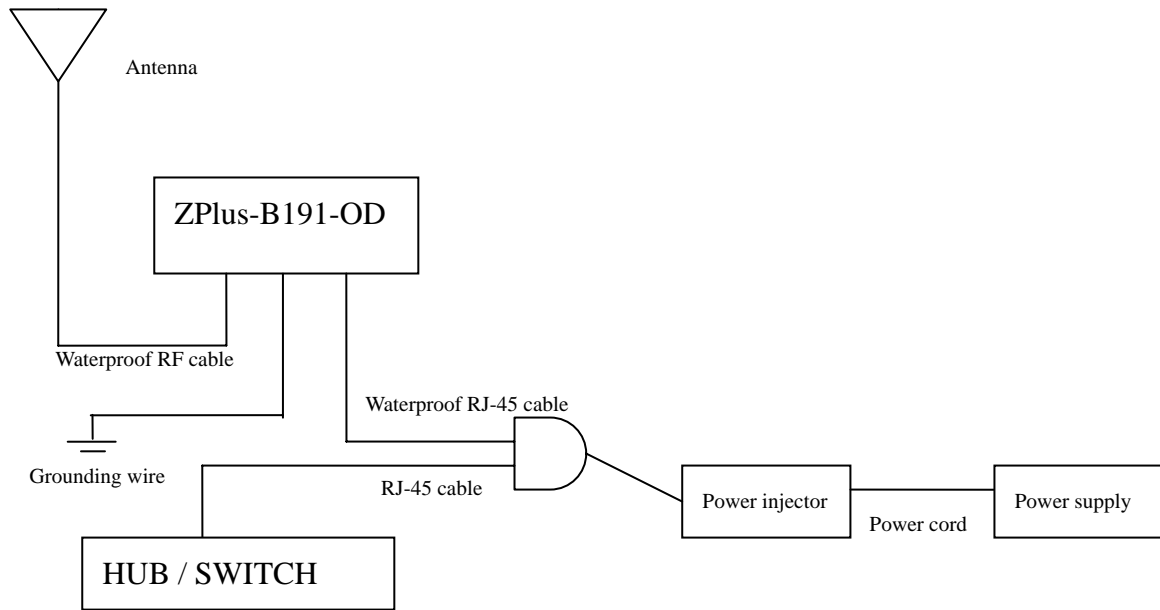 Antenna
ZPlus-B191-OD
Waterproof RF cable
Waterproof RJ-45 cable
Grounding wire
RJ-45 cable
Power injector
Power cord
Power supply
HUB / SWITCH